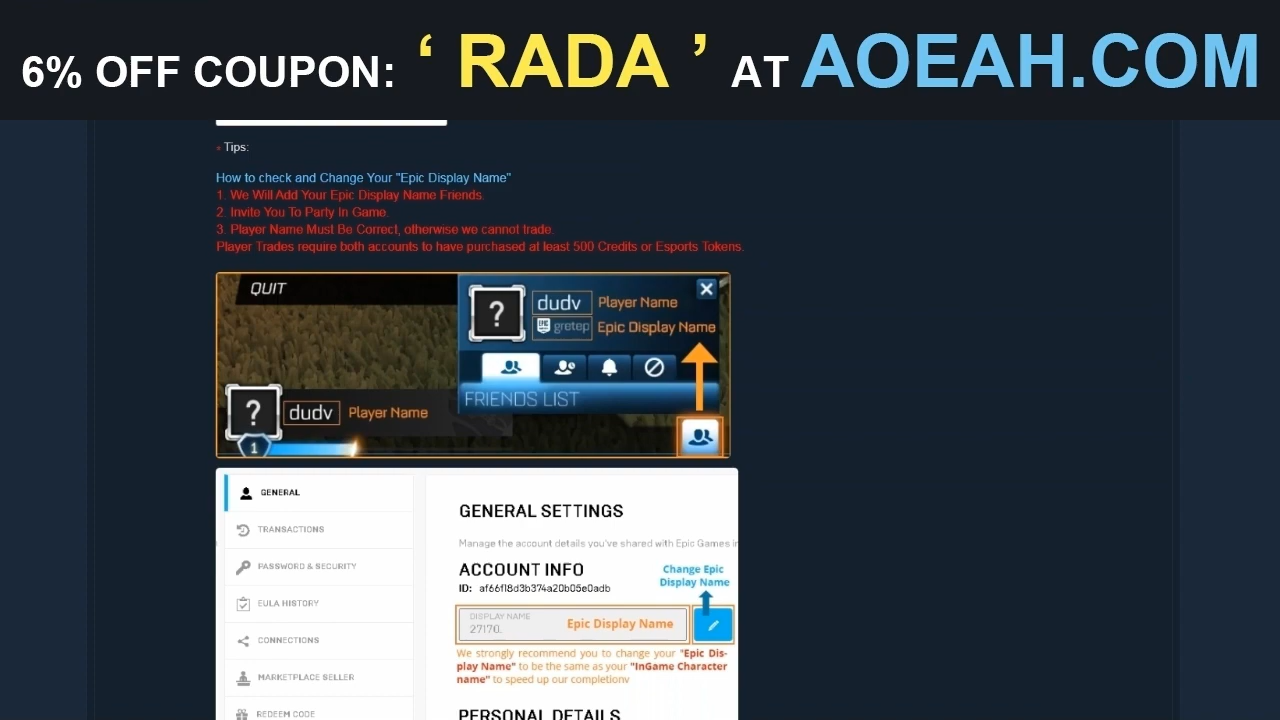 6% OFF COUPON: ‘ RADA ’ AT AOEAH.COM
* Tips:
How to check and Change Your "Epic Display Name"
1. We Will Add Your Epic Display Name Friends.
2. Invite You To Party In Game.
3. Player Name Must Be Correct, otherwise we cannot trade.
Player Trades require both accounts to have purchased at least 500 Credits or Esports Tokens.
QUIT
? dudv Player Name
EPIC gretep Epic Display Name
FRIENDS LIST
? dudv Player Name
1
GENERAL
TRANSACTIONS
PASSWORD & SECURITY
EULA HISTORY
CONNECTIONS
MARKETPLACE SELLER
REDEEM CODE
GENERAL SETTINGS
Manage the account details you've shared with Epic Games in
ACCOUNT INFO
ID: af66f18d3b374a20b05e0adb
Change Epic
Display Name
DISPLAY NAME
27170.
Epic Display Name
We strongly recommend you to change your "Epic Dis-
play Name" to be the same as your "InGame Character
name" to speed up our completionv
PERSONAL DETAILS